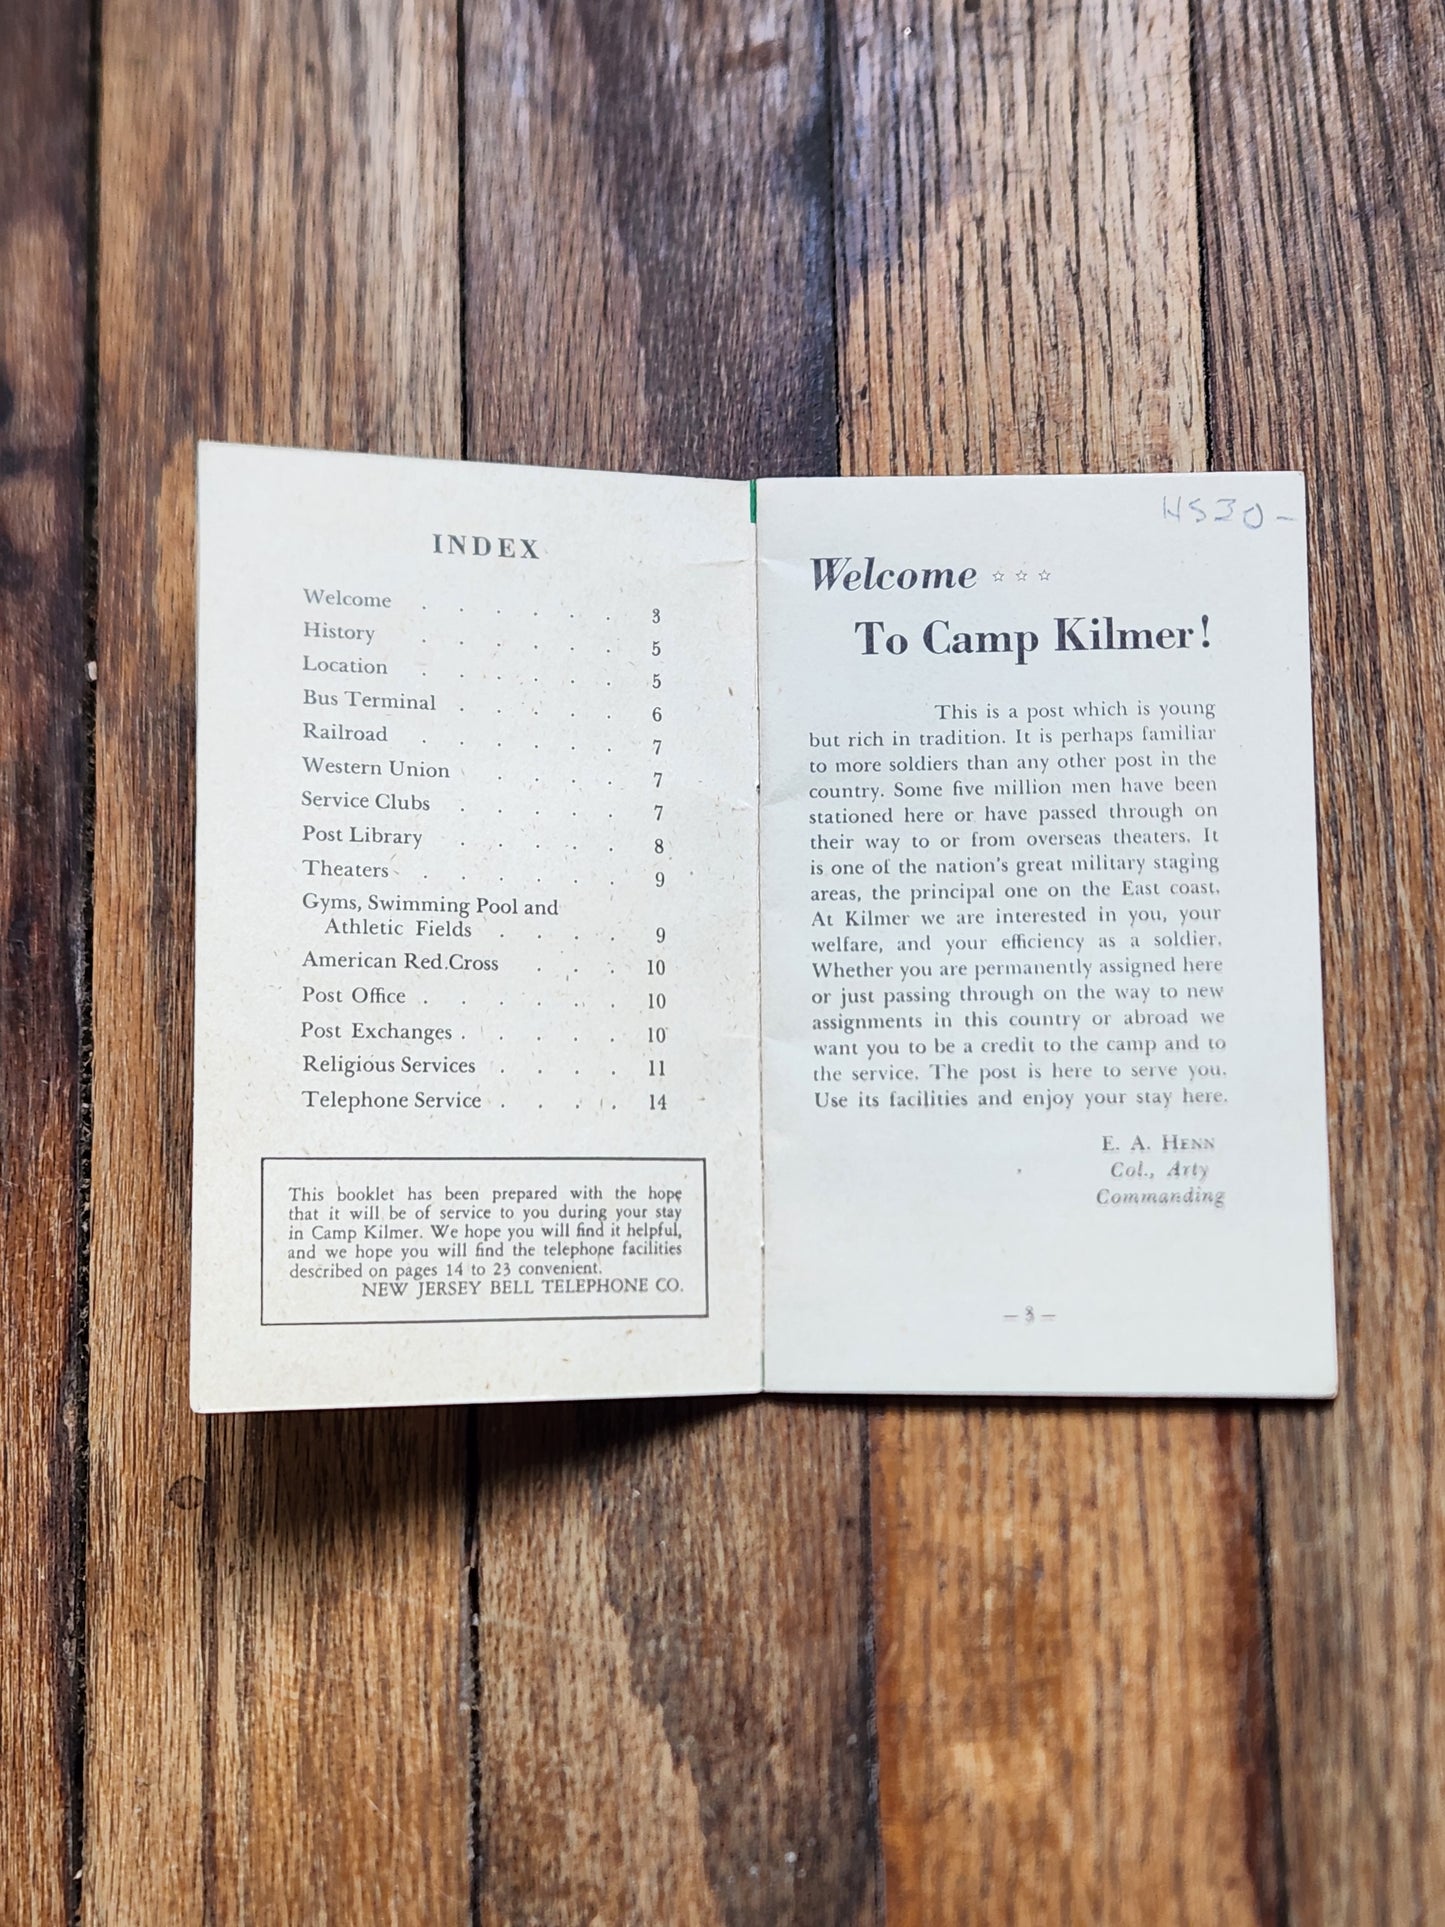 INDEX
Welcome . . . . . . 3
History . . . . . . 5
Location . . . . . . 5
Bus Terminal . . . . . 6
Railroad . . . . . . 7
Western Union . . . . . 7
Service Clubs . . . . . 7
Post Library . . . . . 8
Theaters . . . . . . 9
Gyms, Swimming Pool and
Athletic Fields . . . . 9
American Red.Cross . . . 10
Post Office . . . . . . 10
Post Exchanges . . . . . 10
Religious Services . . . . 11
Telephone Service . . . . 14
This booklet has been prepared with the hope
that it will be of service to you during your stay
in Camp Kilmer. We hope you will find it helpful,
and we hope you will find the telephone facilities
described on pages 14 to 23 convenient.
NEW JERSEY BELL TELEPHONE CO.
HS30-
Welcome ☆ ☆ ☆
To Camp Kilmer!
This is a post which is young
but rich in tradition. It is perhaps familiar
to more soldiers than any other post in the
country. Some five million men have been
stationed here or have passed through on
their way to or from overseas theaters. It
is one of the nation's great military staging
areas, the principal one on the East coast.
At Kilmer we are interested in you, your
welfare, and your efficiency as a soldier.
Whether you are permanently assigned here
or just passing through on the way to new
assignments in this country or abroad we
want you to be a credit to the camp and to
the service. The post is here to serve you.
Use its facilities and enjoy your stay here.
E. A. HENN
Col., Arty
Commanding
— 3 —